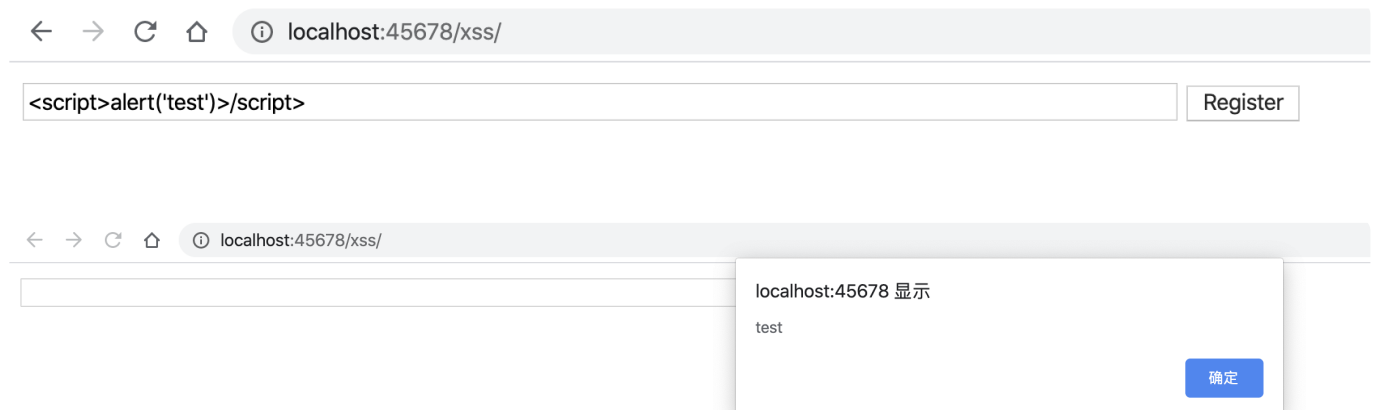 localhost:45678/xss/
<script>alert('test')>/script> Register
localhost:45678/xss/
localhost:45678 显示
test
确定